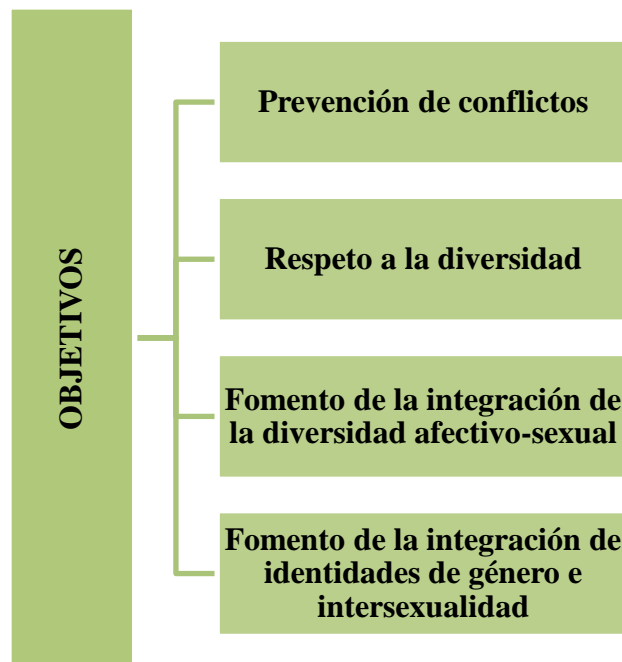 OBJETIVOS
Prevención de conflictos
Respeto a la diversidad
Fomento de la integración de
la diversidad afectivo-sexual
Fomento de la integración de
identidades de género e
intersexualidad